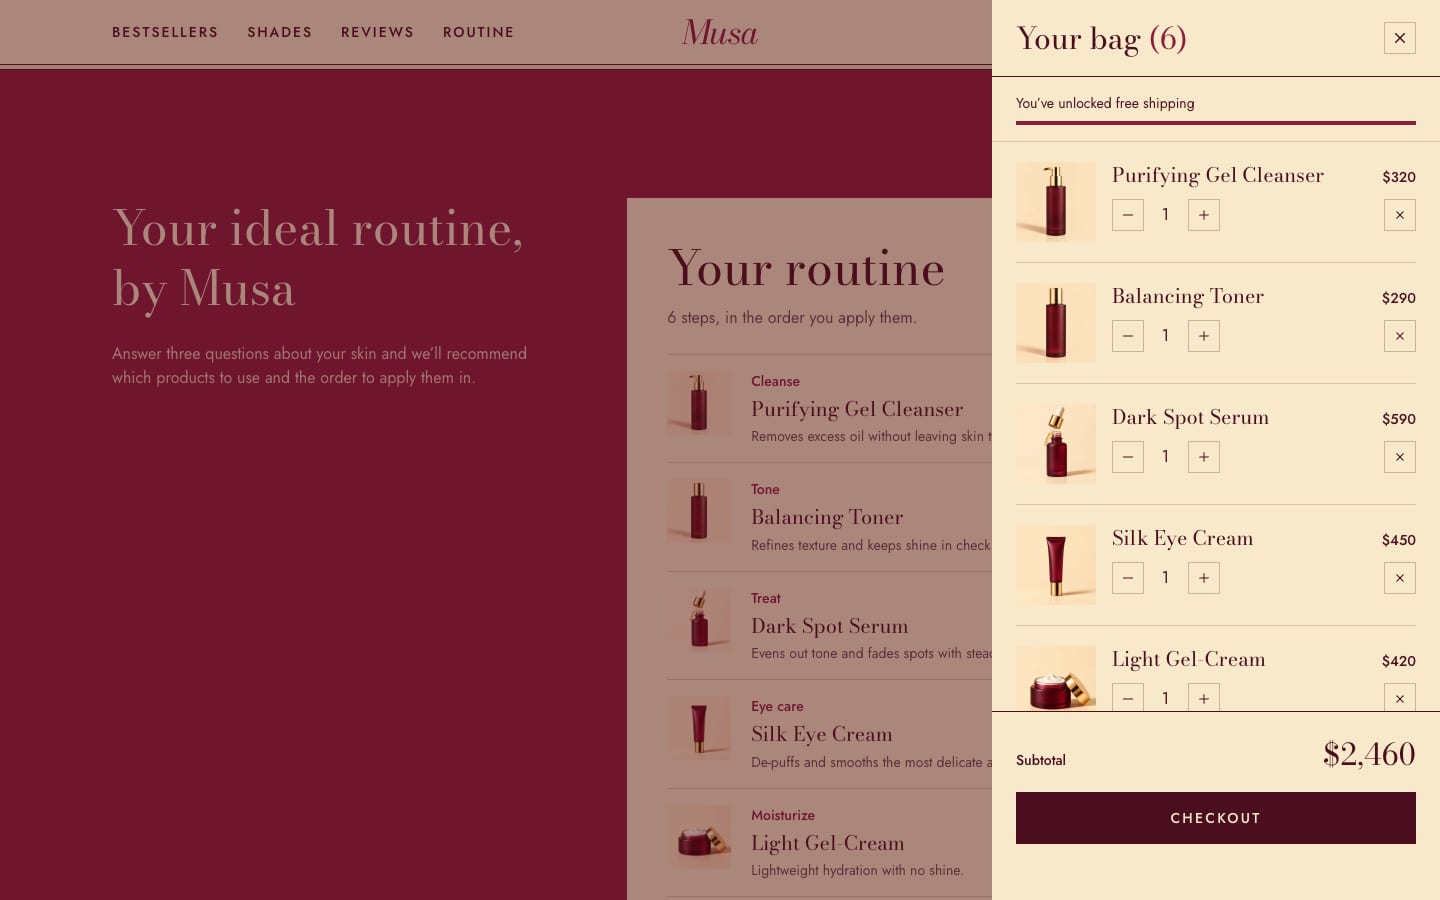 BESTSELLERS SHADES REVIEWS ROUTINE
Musa
Your ideal routine,
by Musa
Answer three questions about your skin and we’ll recommend
which products to use and the order to apply them in.
Your routine
6 steps, in the order you apply them.
Cleanse
Purifying Gel Cleanser
Removes excess oil without leaving skin
Tone
Balancing Toner
Refines texture and keeps shine in check
Treat
Dark Spot Serum
Evens out tone and fades spots with
Eye care
Silk Eye Cream
De-puffs and smooths the most delicate
Moisturize
Light Gel-Cream
Lightweight hydration with no shine.
Your bag (6)
You’ve unlocked free shipping
Purifying Gel Cleanser $320
1
Balancing Toner $290
1
Dark Spot Serum $590
1
Silk Eye Cream $450
1
Light Gel-Cream $420
1
Subtotal $2,460
CHECKOUT